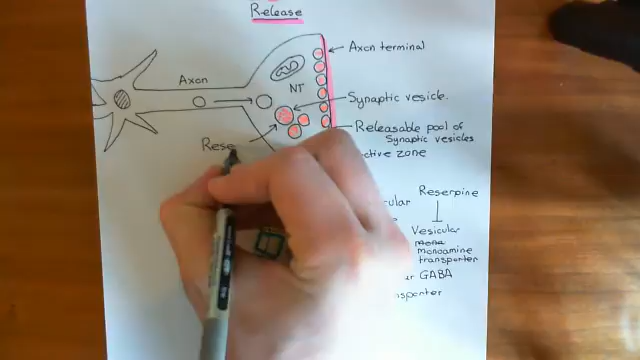 Release
Axon terminal
Axon
NT
Synaptic vesicle.
Releasable pool of
Synaptic vesicles
Rese
zone
Reserpine
Vesicular
monoamine
transporter
GABA